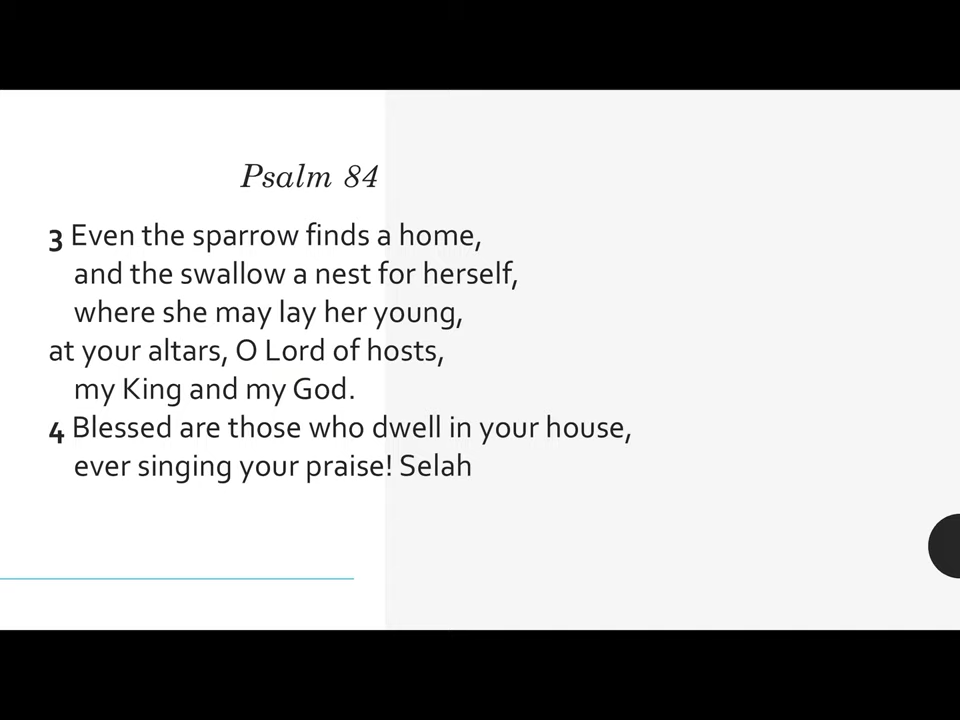 Psalm 84
3 Even the sparrow finds a home,
and the swallow a nest for herself,
where she may lay her young,
at your altars, O Lord of hosts,
my King and my God.
4 Blessed are those who dwell in your house,
ever singing your praise! Selah